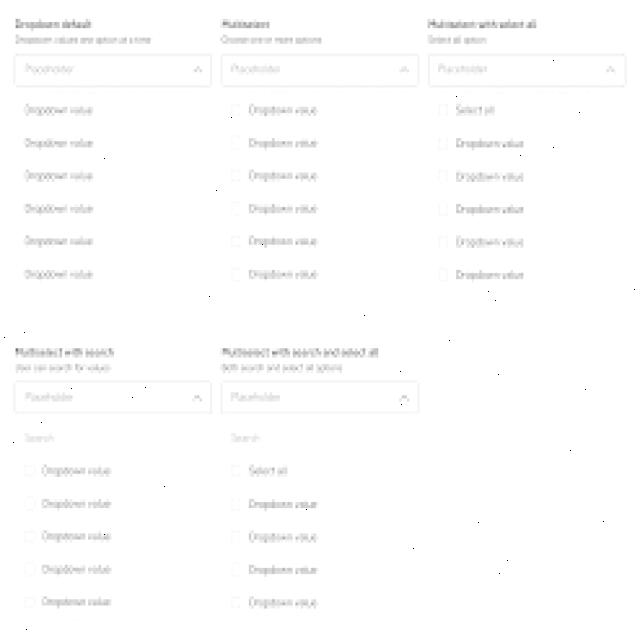 Dropdown default
Dropdown values one option at a time
Placeholder
Dropdown value
Dropdown value
Dropdown value
Dropdown value
Dropdown value
Dropdown value
Multiselect
Choose one or more options
Placeholder
Dropdown value
Dropdown value
Dropdown value
Dropdown value
Dropdown value
Dropdown value
Multiselect with select all
Select all option
Placeholder
Select all
Dropdown value
Dropdown value
Dropdown value
Dropdown value
Dropdown value
Multiselect with search
User can search for values
Placeholder
Search
Dropdown value
Dropdown value
Dropdown value
Dropdown value
Dropdown value
Multiselect with search and select all
Both search and select all options
Placeholder
Search
Select all
Dropdown value
Dropdown value
Dropdown value
Dropdown value